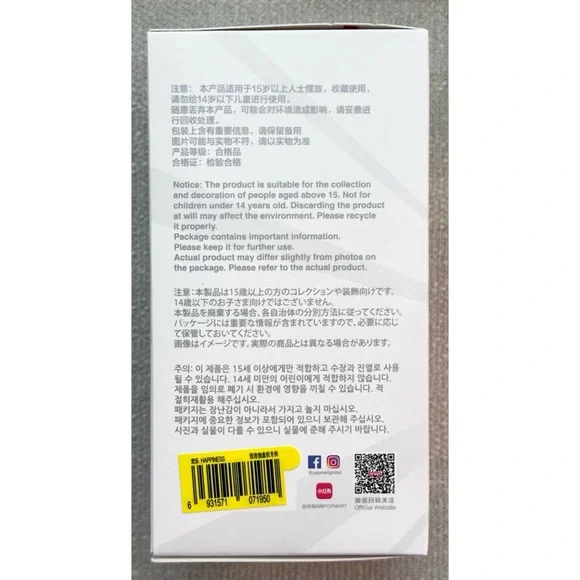 注意： 本产品适用于15岁以上人士摆放，收藏使用，
请勿给14岁以下儿童进行使用。
随意丢弃本产品，可能会对环境造成影响，请妥善进
行回收处理。
包装上含有重要信息，请保留备用
图片可能与实物不符，请以实物为准
产品等级：合格品
合格证：检验合格
Notice: The product is suitable for the collection
and decoration of people aged above 15. Not for
children under 14 years old. Discarding the product
at will may affect the environment. Please recycle
it properly.
Package contains important information.
Please keep it for further use.
Actual product may differ slightly from photos on
the package. Please refer to the actual product.
注意：本製品は15歳以上の方のコレクションや装飾向けです。
14歳以下のお子さま向けではございません。
本製品を廃棄する場合、各自治体の分別方法に従ってください。
パッケージには重要な情報が含まれていますので、必要に応じ
て保管しておいてください。
画像はイメージです。実際の商品とは異なる場合があります。
주의: 이 제품은 15세 이상에게만 적합하고 수장과 진열로 사용
될 수 있습니다. 14세 미만의 어린이에게 적합하지 않습니다.
제품을 임의로 폐기 시 환경에 영향을 끼칠 수 있습니다. 적
절히재활용 해주십시오.
패키지는 장난감이 아니라서 가지고 놀지 마십시오.
패키지에 중요한 정보가 포함되어 있으니 보관해 주십시오.
사진과 실물이 다를 수 있으니 실물에 준해 주시기 바랍니다.
欢乐 HAPPINESS
6 931571 071950
@popmartglobal
小红书
微信扫码关注
Official Website